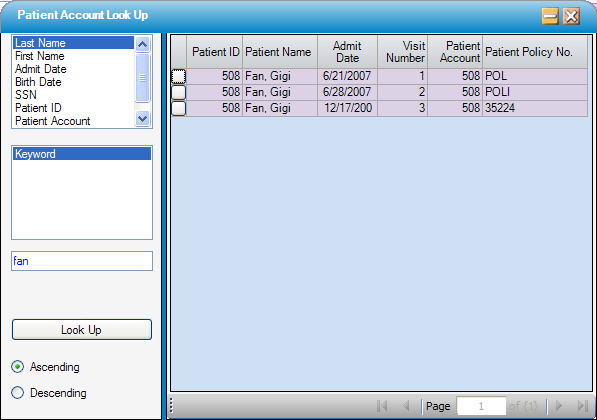 Patient Account Look Up
Last Name
First Name
Admit Date
Birth Date
SSN
Patient ID
Patient Account
Keyword
fan
Look Up
Ascending
Descending
Patient ID Patient Name Admit Date Visit Number Patient Account Patient Policy No.
508 Fan, Gigi 6/21/2007 1 508 POL
508 Fan, Gigi 6/28/2007 2 508 POLI
508 Fan, Gigi 12/17/200 3 508 35224
Page 1 of {1}